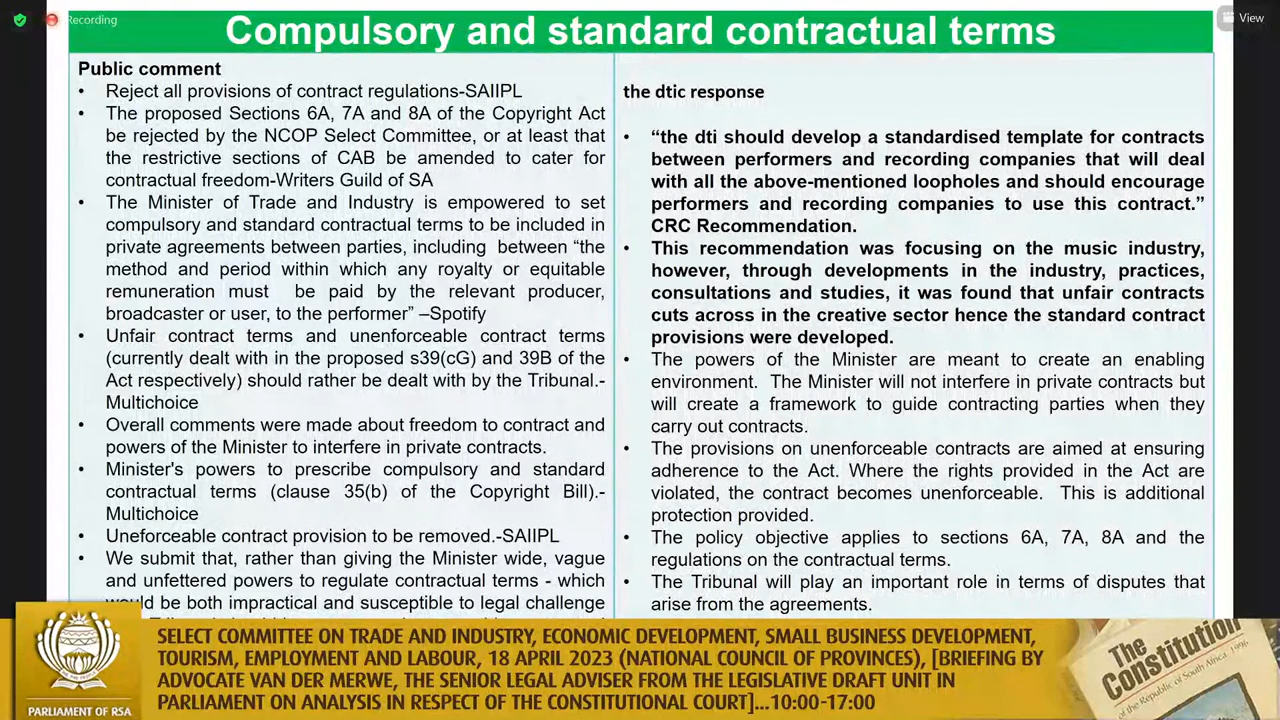 Recording
View
Compulsory and standard contractual terms
Public comment
• Reject all provisions of contract regulations-SAIIPL
• The proposed Sections 6A, 7A and 8A of the Copyright Act
be rejected by the NCOP Select Committee, or at least that
the restrictive sections of CAB be amended to cater for
contractual freedom-Writers Guild of SA
• The Minister of Trade and Industry is empowered to set
compulsory and standard contractual terms to be included in
private agreements between parties, including between “the
method and period within which any royalty or equitable
remuneration must be paid by the relevant producer,
broadcaster or user, to the performer” –Spotify
• Unfair contract terms and unenforceable contract terms
(currently dealt with in the proposed s39(cG) and 39B of the
Act respectively) should rather be dealt with by the Tribunal.-
Multichoice
• Overall comments were made about freedom to contract and
powers of the Minister to interfere in private contracts.
• Minister's powers to prescribe compulsory and standard
contractual terms (clause 35(b) of the Copyright Bill).-
Multichoice
• Uneforceable contract provision to be removed.-SAIIPL
• We submit that, rather than giving the Minister wide, vague
and unfettered powers to regulate contractual terms - which
would be both impractical and susceptible to legal challenge
the dtic response
• “the dti should develop a standardised template for contracts
between performers and recording companies that will deal
with all the above-mentioned loopholes and should encourage
performers and recording companies to use this contract.”
CRC Recommendation.
• This recommendation was focusing on the music industry,
however, through developments in the industry, practices,
consultations and studies, it was found that unfair contracts
cuts across in the creative sector hence the standard contract
provisions were developed.
• The powers of the Minister are meant to create an enabling
environment. The Minister will not interfere in private contracts but
will create a framework to guide contracting parties when they
carry out contracts.
• The provisions on unenforceable contracts are aimed at ensuring
adherence to the Act. Where the rights provided in the Act are
violated, the contract becomes unenforceable. This is additional
protection provided.
• The policy objective applies to sections 6A, 7A, 8A and the
regulations on the contractual terms.
• The Tribunal will play an important role in terms of disputes that
arise from the agreements.
SELECT COMMITTEE ON TRADE AND INDUSTRY, ECONOMIC DEVELOPMENT, SMALL BUSINESS DEVELOPMENT,
TOURISM, EMPLOYMENT AND LABOUR, 18 APRIL 2023 (NATIONAL COUNCIL OF PROVINCES), [BRIEFING BY
ADVOCATE VAN DER MERWE, THE SENIOR LEGAL ADVISER FROM THE LEGISLATIVE DRAFT UNIT IN
PARLIAMENT ON ANALYSIS IN RESPECT OF THE CONSTITUTIONAL COURT]...10:00-17:00
PARLIAMENT OF RSA
The
Constitution
of the Republic of South Africa, 1996